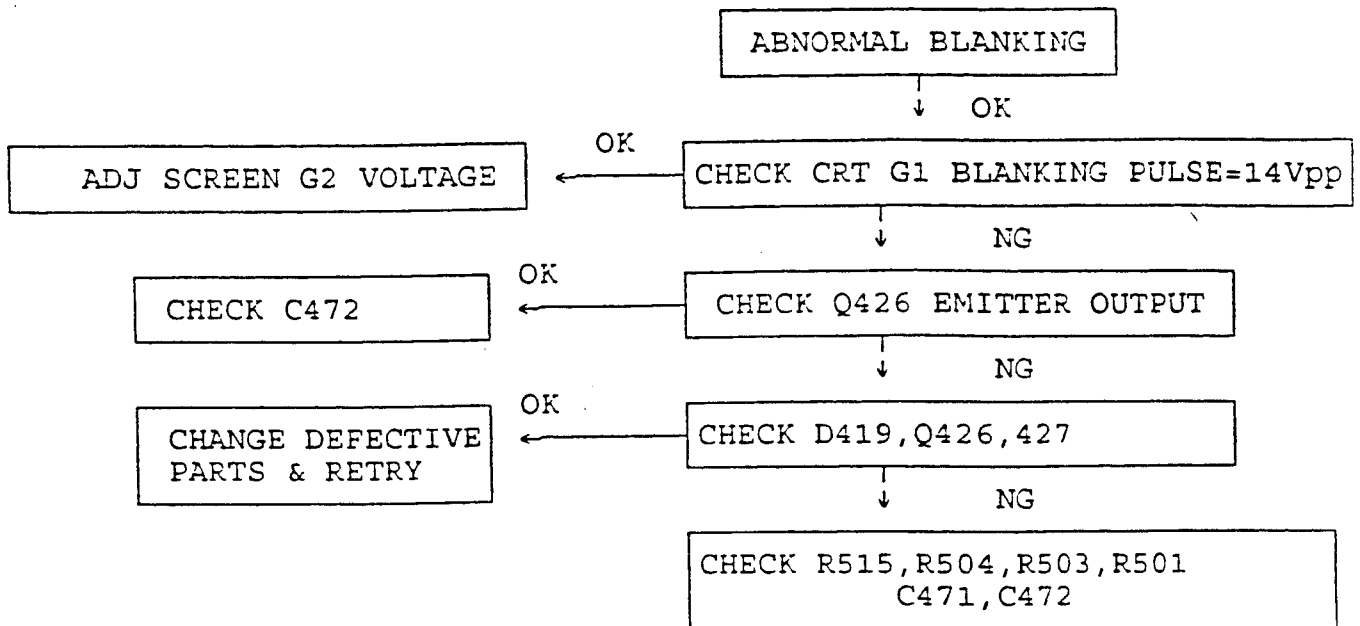 ABNORMAL BLANKING
OK
OK
ADJ SCREEN G2 VOLTAGE
CHECK CRT G1 BLANKING PULSE=14Vpp
NG
OK
CHECK C472
CHECK Q426 EMITTER OUTPUT
NG
OK
CHANGE DEFECTIVE
PARTS & RETRY
CHECK D419,Q426,427
NG
CHECK R515,R504,R503,R501
C471,C472